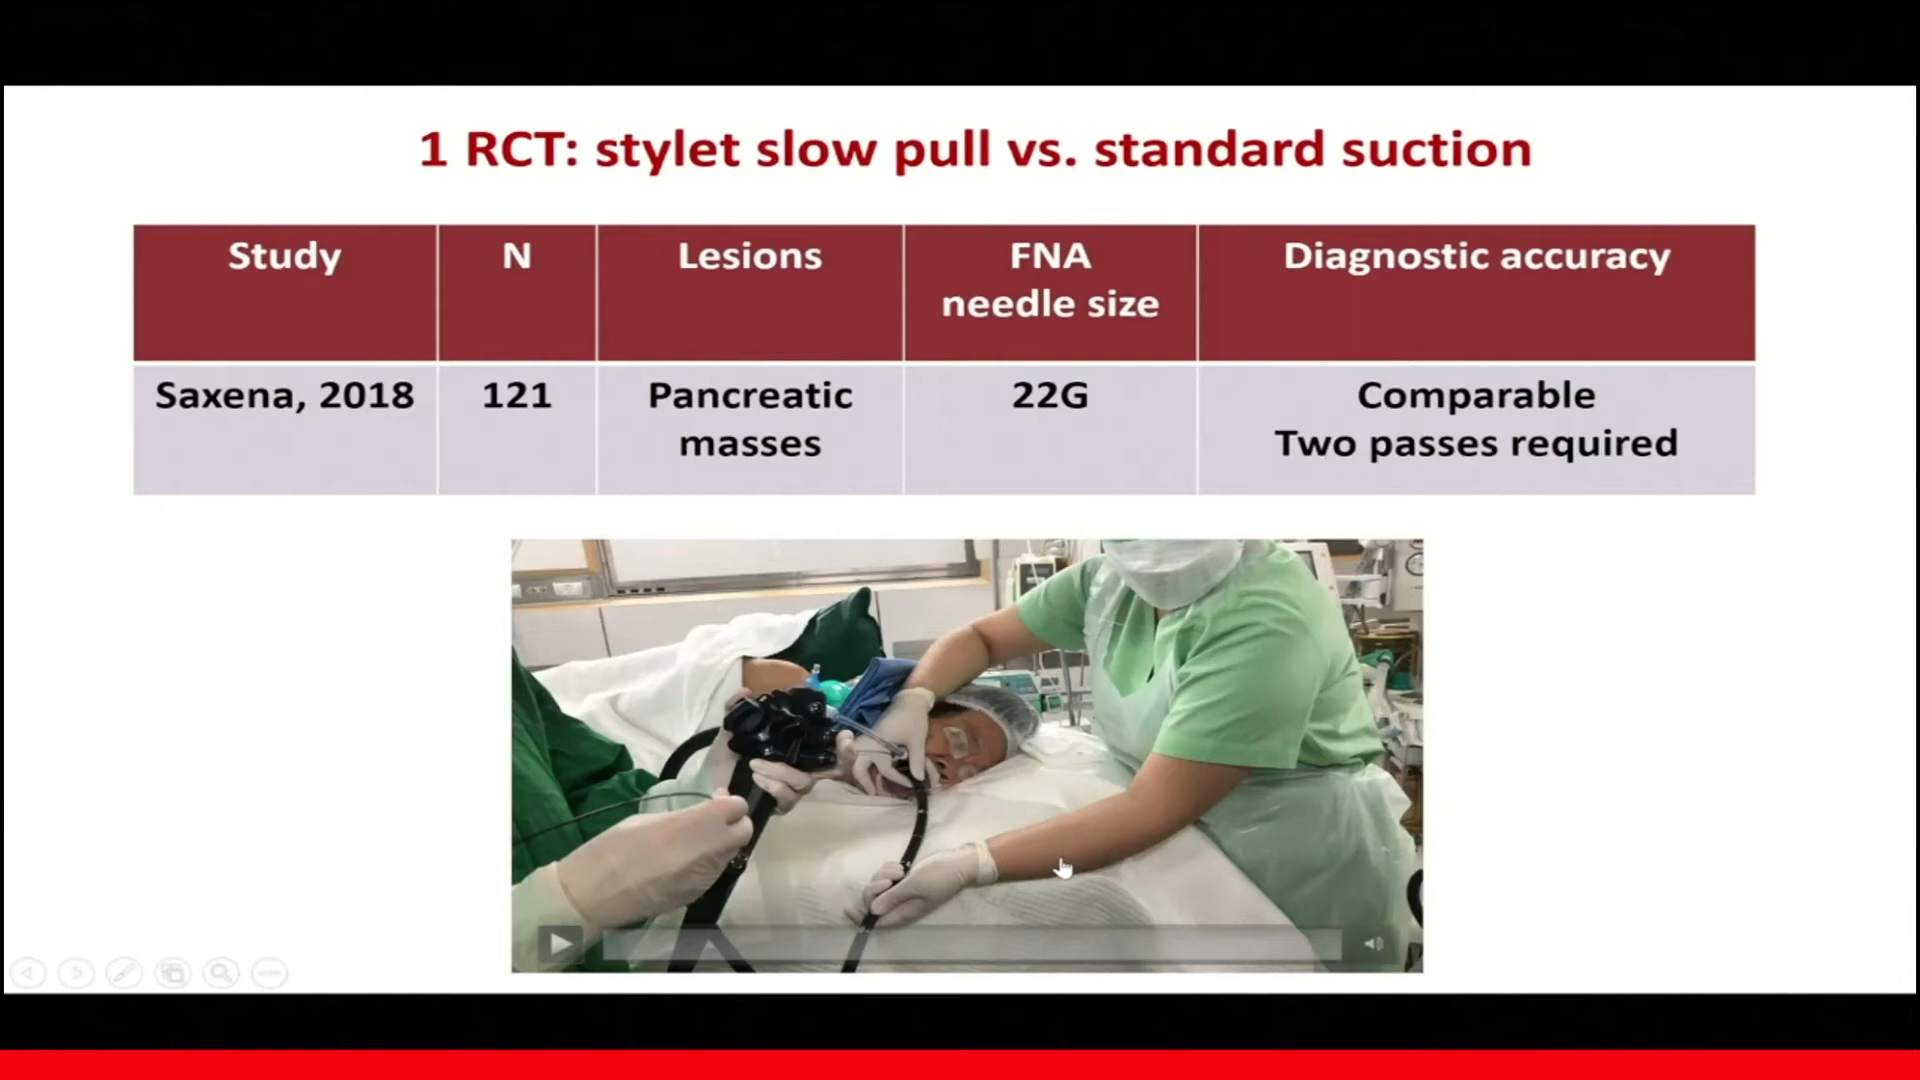 1 RCT: stylet slow pull vs. standard suction
Study
N
Lesions
FNA
needle size
Diagnostic accuracy
Saxena, 2018
121
Pancreatic
masses
22G
Comparable
Two passes required